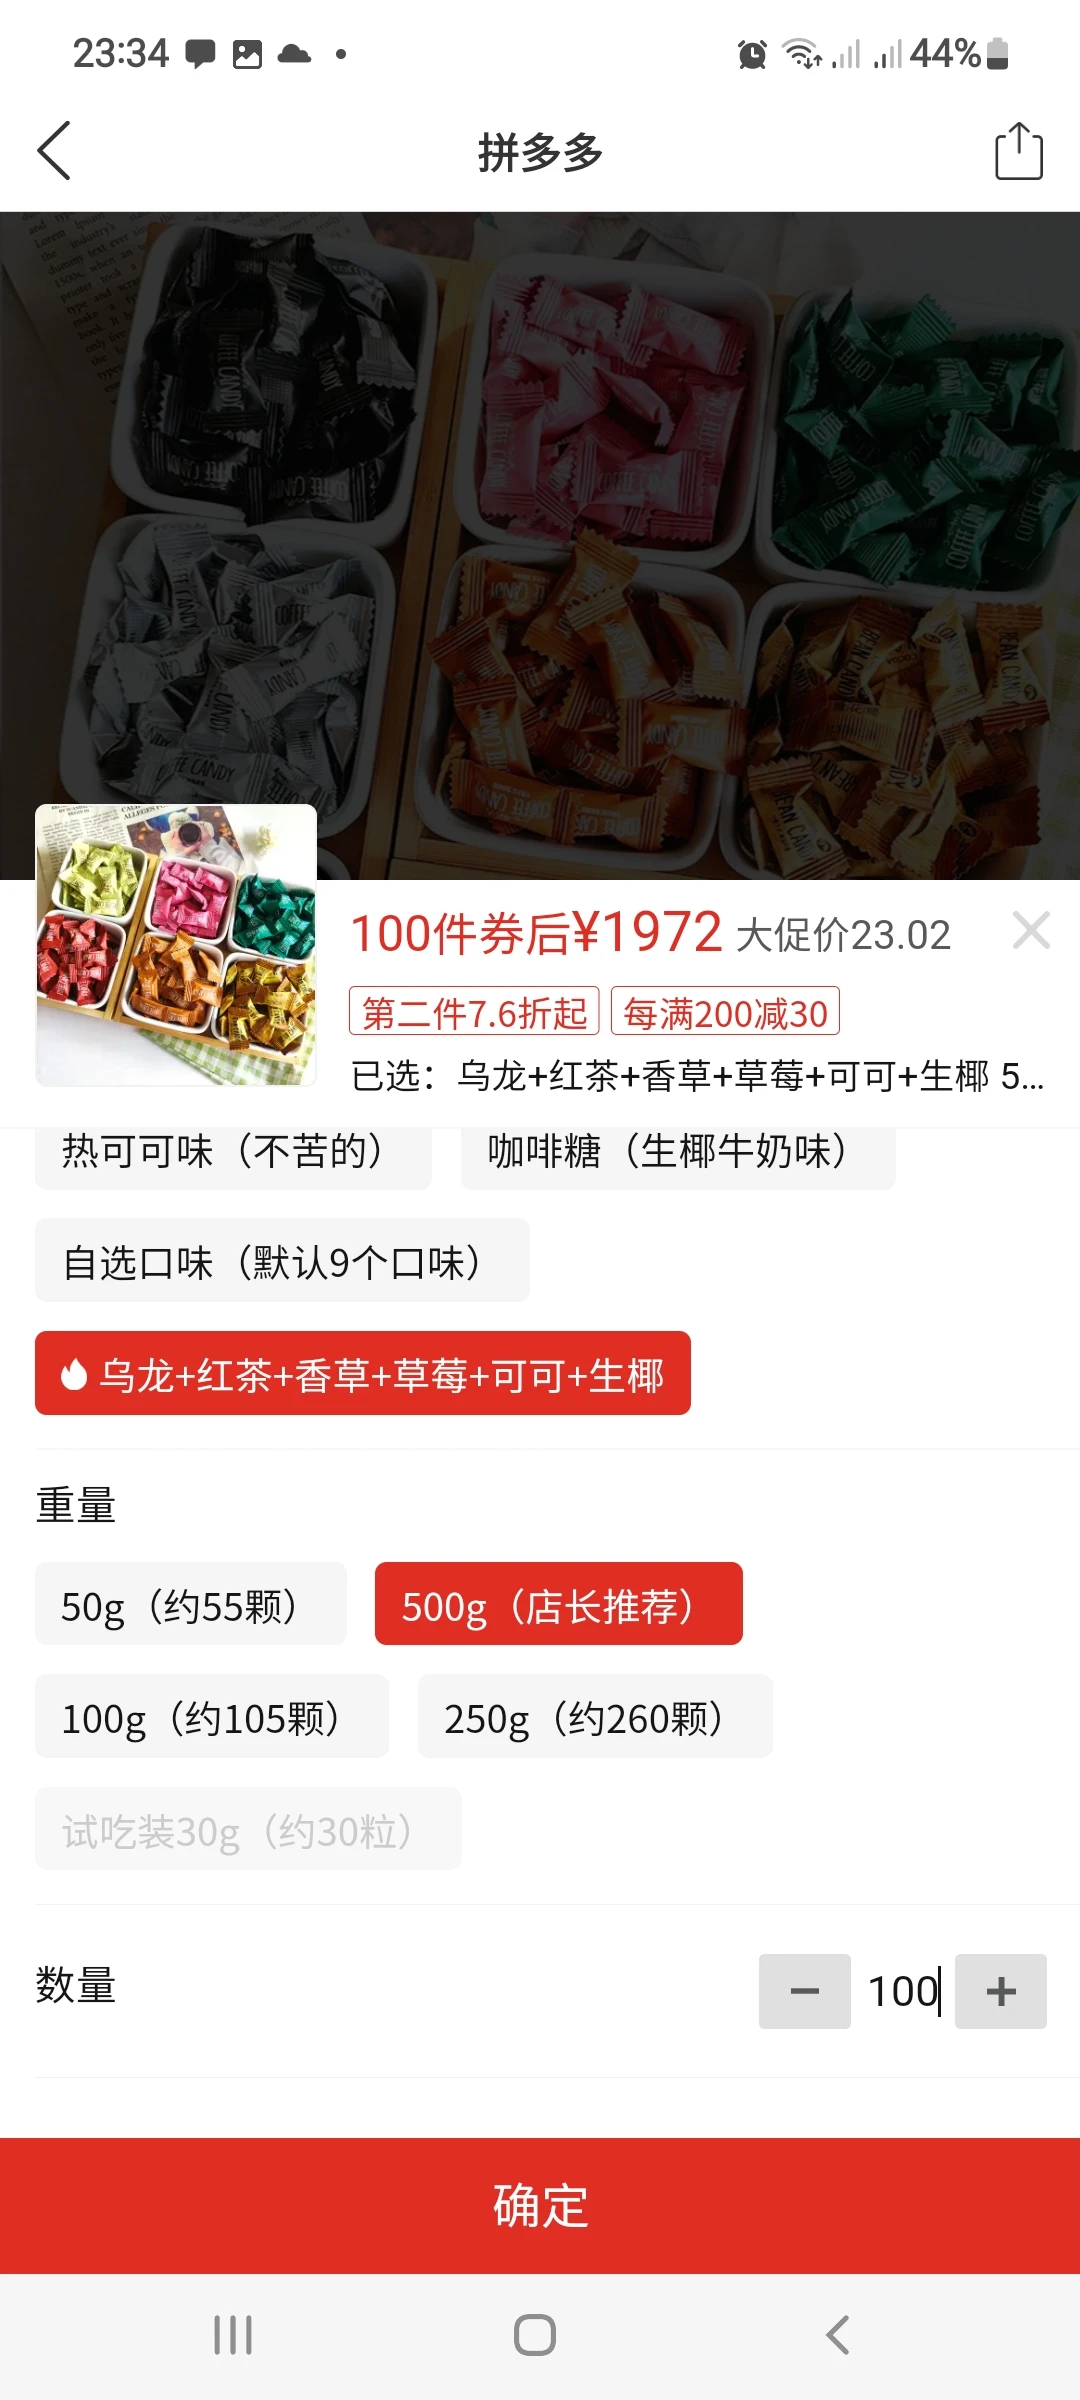 23:34 44%
拼多多
100件券后¥1972 大促价23.02
第二件7.6折起 每满200减30
已选：乌龙+红茶+香草+草莓+可可+生椰 5...
热可可味（不苦的） 咖啡糖（生椰牛奶味）
自选口味（默认9个口味）
乌龙+红茶+香草+草莓+可可+生椰
重量
50g（约55颗） 500g（店长推荐）
100g（约105颗） 250g（约260颗）
试吃装30g（约30粒）
数量 − 100 +
确定